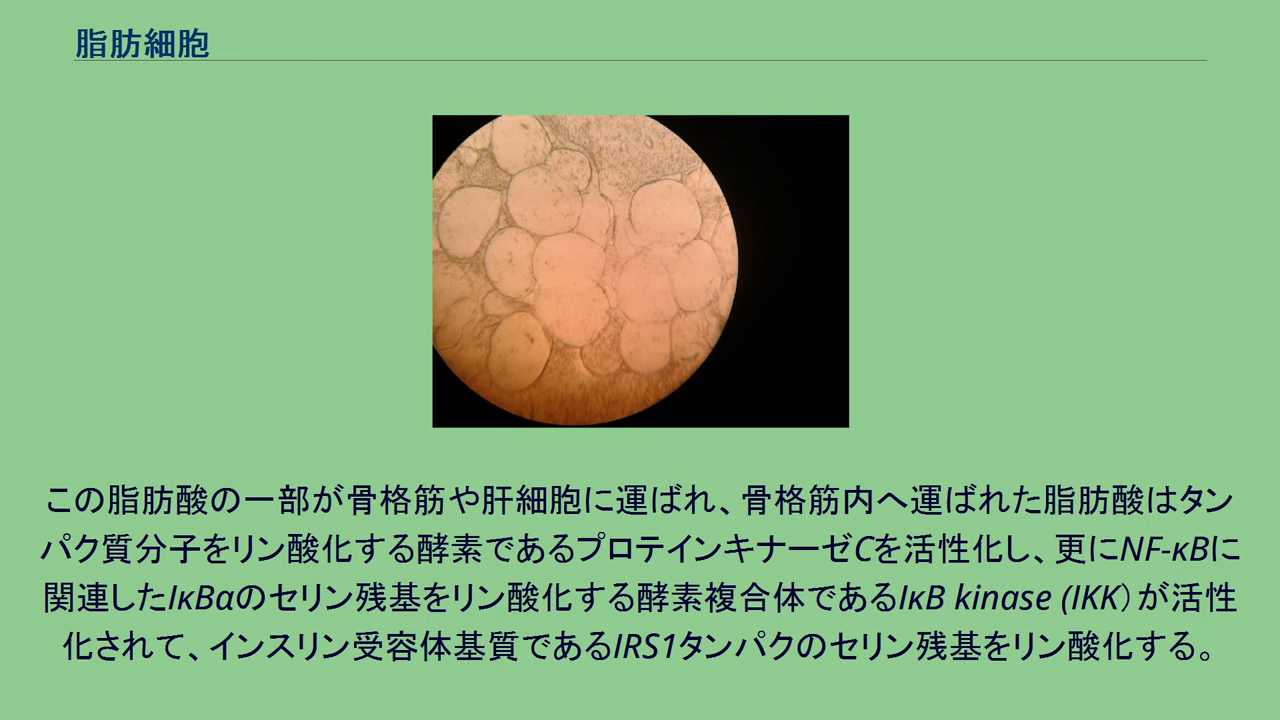 脂肪細胞
この脂肪酸の一部が骨格筋や肝細胞に運ばれ、骨格筋内へ運ばれた脂肪酸はタン
パク質分子をリン酸化する酵素であるプロテインキナーゼCを活性化し、更にNF-κBに
関連したIκBαのセリン残基をリン酸化する酵素複合体であるIκB kinase (IKK）が活性
化されて、インスリン受容体基質であるIRS1タンパクのセリン残基をリン酸化する。